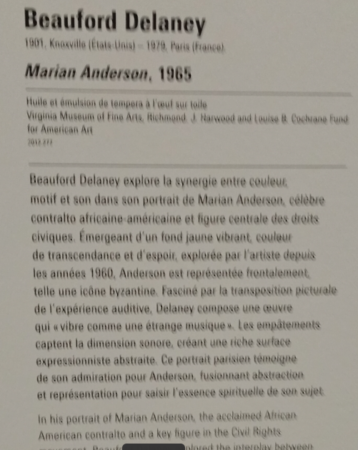 Beauford Delaney
1901, Knoxville (États-Unis) – 1979, Paris (France)
Marian Anderson, 1965
Huile et émulsion de tempera à l'œuf sur toile
Virginia Museum of Fine Arts, Richmond. J. Harwood and Louise B. Cochrane Fund
for American Art
Beauford Delaney explore la synergie entre couleur,
motif et son dans son portrait de Marian Anderson, célèbre
contralto africaine-américaine et figure centrale des droits
civiques. Émergeant d'un fond jaune vibrant, couleur
de transcendance et d'espoir, explorée par l'artiste depuis
les années 1960, Anderson est représentée frontalement,
telle une icône byzantine. Fasciné par la transposition picturale
de l'expérience auditive, Delaney compose une œuvre
qui « vibre comme une étrange musique ». Les empâtements
captent la dimension sonore, créant une riche surface
expressionniste abstraite. Ce portrait parisien témoigne
de son admiration pour Anderson, fusionnant abstraction
et représentation pour saisir l'essence spirituelle de son sujet.
In his portrait of Marian Anderson, the acclaimed African
American contralto and a key figure in the Civil Rights
the interplay between